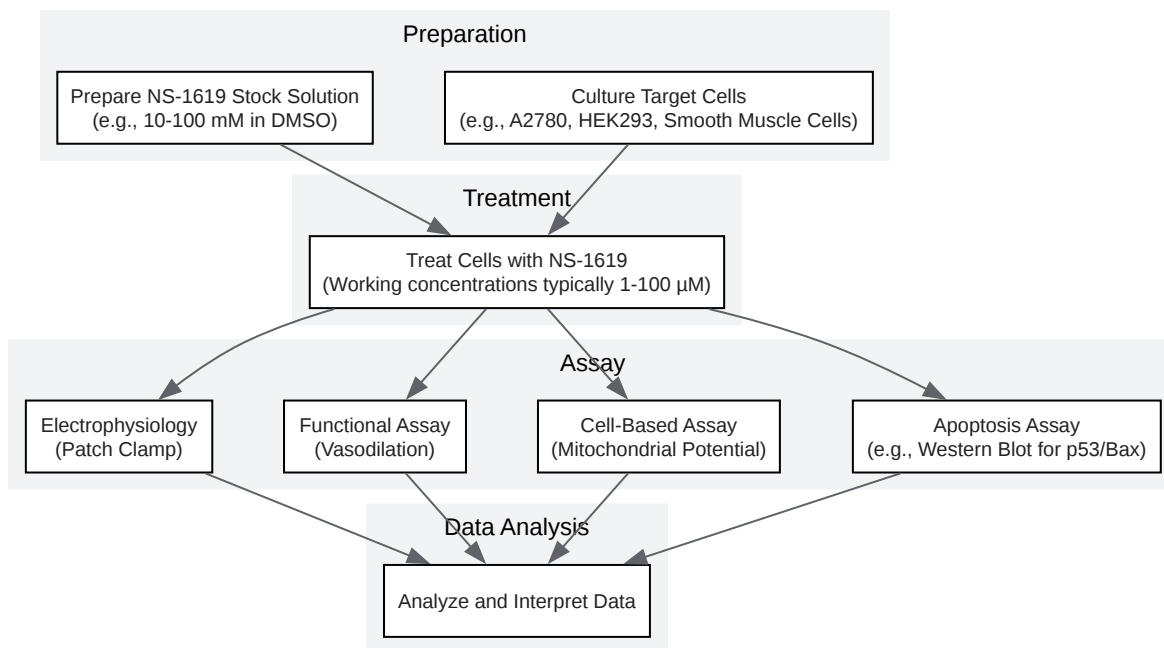 Preparation
Prepare NS-1619 Stock Solution
(e.g., 10-100 mM in DMSO)
Culture Target Cells
(e.g., A2780, HEK293, Smooth Muscle Cells)
Treatment
Treat Cells with NS-1619
(Working concentrations typically 1-100 µM)
Assay
Electrophysiology
(Patch Clamp)
Functional Assay
(Vasodilation)
Cell-Based Assay
(Mitochondrial Potential)
Apoptosis Assay
(e.g., Western Blot for p53/Bax)
Data Analysis
Analyze and Interpret Data